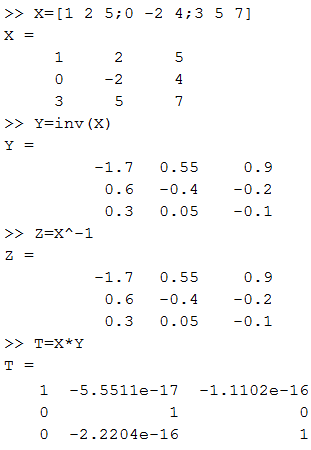 >> X=[1 2 5;0 -2 4;3 5 7]
X =
1 2 5
0 -2 4
3 5 7
>> Y=inv(X)
Y =
-1.7 0.55 0.9
0.6 -0.4 -0.2
0.3 0.05 -0.1
>> Z=X^-1
Z =
-1.7 0.55 0.9
0.6 -0.4 -0.2
0.3 0.05 -0.1
>> T=X*Y
T =
1 -5.5511e-17 -1.1102e-16
0 1 0
0 -2.2204e-16 1